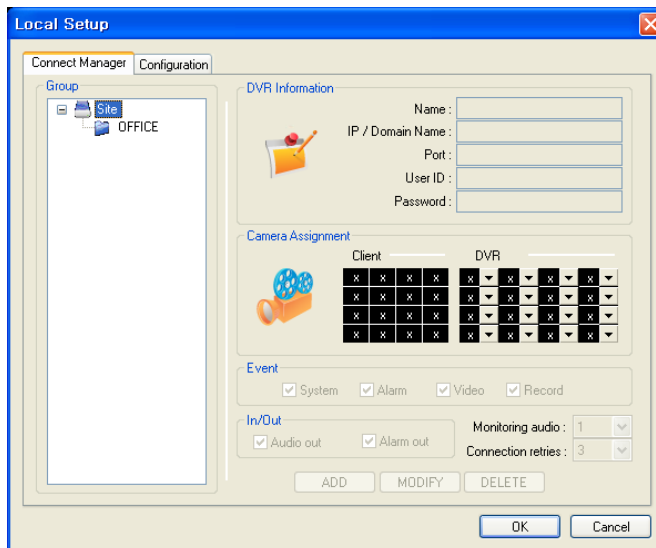 Local Setup
Connect Manager Configuration
Group
Site
OFFICE
DVR Information
Name :
IP / Domain Name :
Port :
User ID :
Password :
Camera Assignment
Client DVR
x x x x x x x x
x x x x x x x x
x x x x x x x x
x x x x x x x x
Event
System Alarm Video Record
In/Out
Audio out Alarm out
Monitoring audio : 1
Connection retries : 3
ADD MODIFY DELETE
OK Cancel